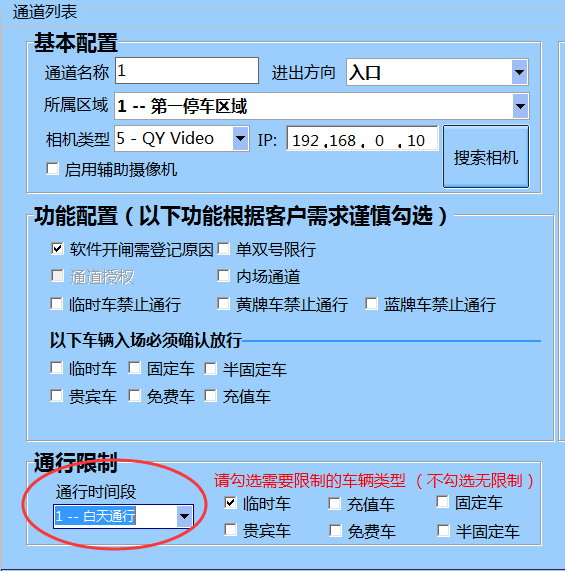 通道列表
基本配置
通道名称 1 进出方向 入口
所属区域 1 -- 第一停车区域
相机类型 5 - QY Video IP: 192 .168 . 0 . 10
搜索相机
启用辅助摄像机
功能配置（以下功能根据客户需求谨慎勾选）
软件开闸需登记原因 单双号限行
通道授权 内场通道
临时车禁止通行 黄牌车禁止通行 蓝牌车禁止通行
以下车辆入场必须确认放行
临时车 固定车 半固定车
贵宾车 免费车 充值车
通行限制
请勾选需要限制的车辆类型 （不勾选无限制）
通行时间段
1 -- 白天通行
临时车 充值车 固定车
贵宾车 免费车 半固定车